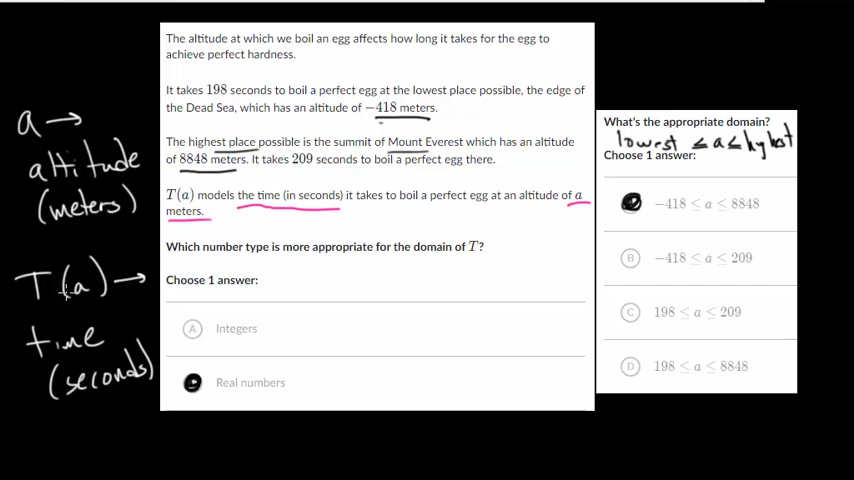 The altitude at which we boil an egg affects how long it takes for the egg to
achieve perfect hardness.
It takes 198 seconds to boil a perfect egg at the lowest place possible, the edge of
the Dead Sea, which has an altitude of −418 meters.
The highest place possible is the summit of Mount Everest which has an altitude
of 8848 meters. It takes 209 seconds to boil a perfect egg there.
T(a) models the time (in seconds) it takes to boil a perfect egg at an altitude of a
meters.
Which number type is more appropriate for the domain of T?
Choose 1 answer:
A Integers
Real numbers
a →
altitude
(meters)
T(a) →
time
(seconds)
What's the appropriate domain?
lowest ≤ a ≤ highest
Choose 1 answer:
−418 ≤ a ≤ 8848
B −418 ≤ a ≤ 209
C 198 ≤ a ≤ 209
D 198 ≤ a ≤ 8848